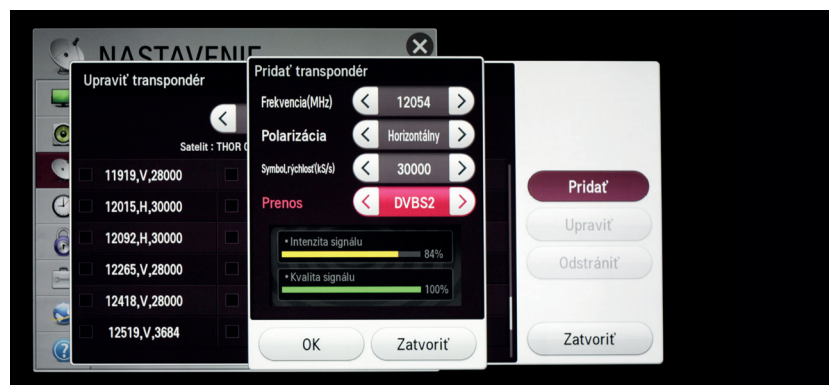 NASTAVENIE
Upraviť transpondér
Satelit : THOR
11919,V,28000
12015,H,30000
12092,H,30000
12265,V,28000
12418,V,28000
12519,V,3684
Pridať transpondér
Frekvencia(MHz) 12054
Polarizácia Horizontálny
Symbol.rýchlosť(kS/s) 30000
Prenos DVBS2
• Intenzita signálu
84%
• Kvalita signálu
100%
OK Zatvoriť
Pridať
Upraviť
Odstrániť
Zatvoriť
?